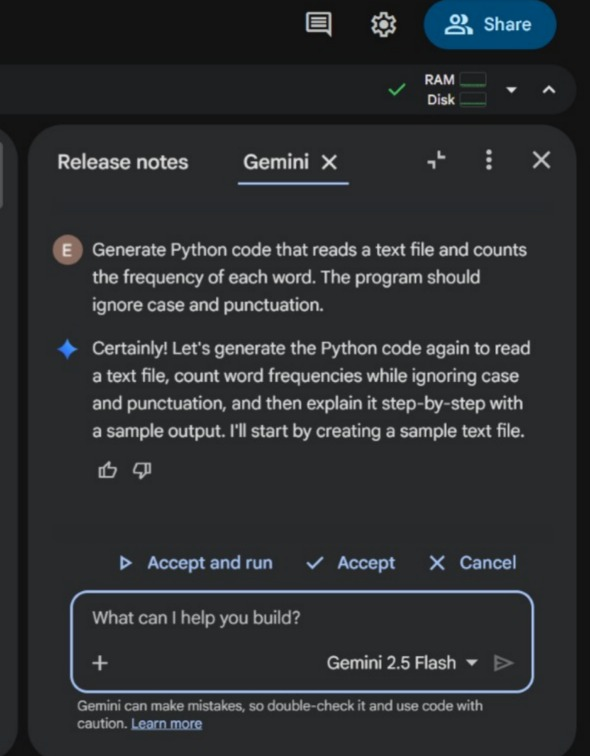 Share
RAM
Disk
Release notes
Gemini
E
Generate Python code that reads a text file and counts
the frequency of each word. The program should
ignore case and punctuation.
Certainly! Let's generate the Python code again to read
a text file, count word frequencies while ignoring case
and punctuation, and then explain it step-by-step with
a sample output. I'll start by creating a sample text file.
Accept and run
Accept
Cancel
What can I help you build?
Gemini 2.5 Flash
Gemini can make mistakes, so double-check it and use code with
caution. Learn more